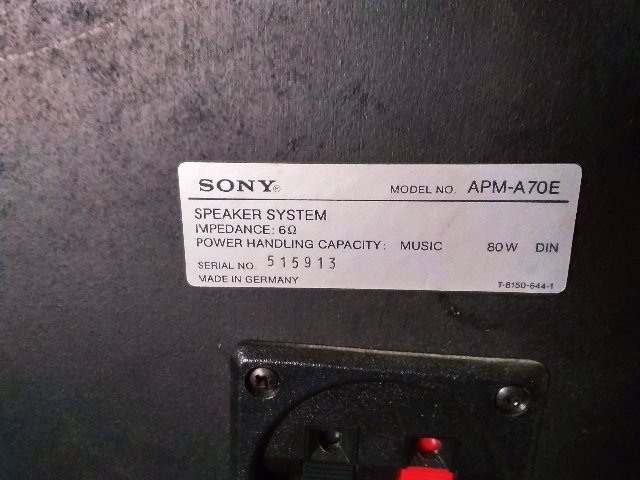 SONY® MODEL NO. APM-A70E
SPEAKER SYSTEM
IMPEDANCE: 6Ω
POWER HANDLING CAPACITY: MUSIC 80W DIN
SERIAL NO. 515913
MADE IN GERMANY T-8150-644-1